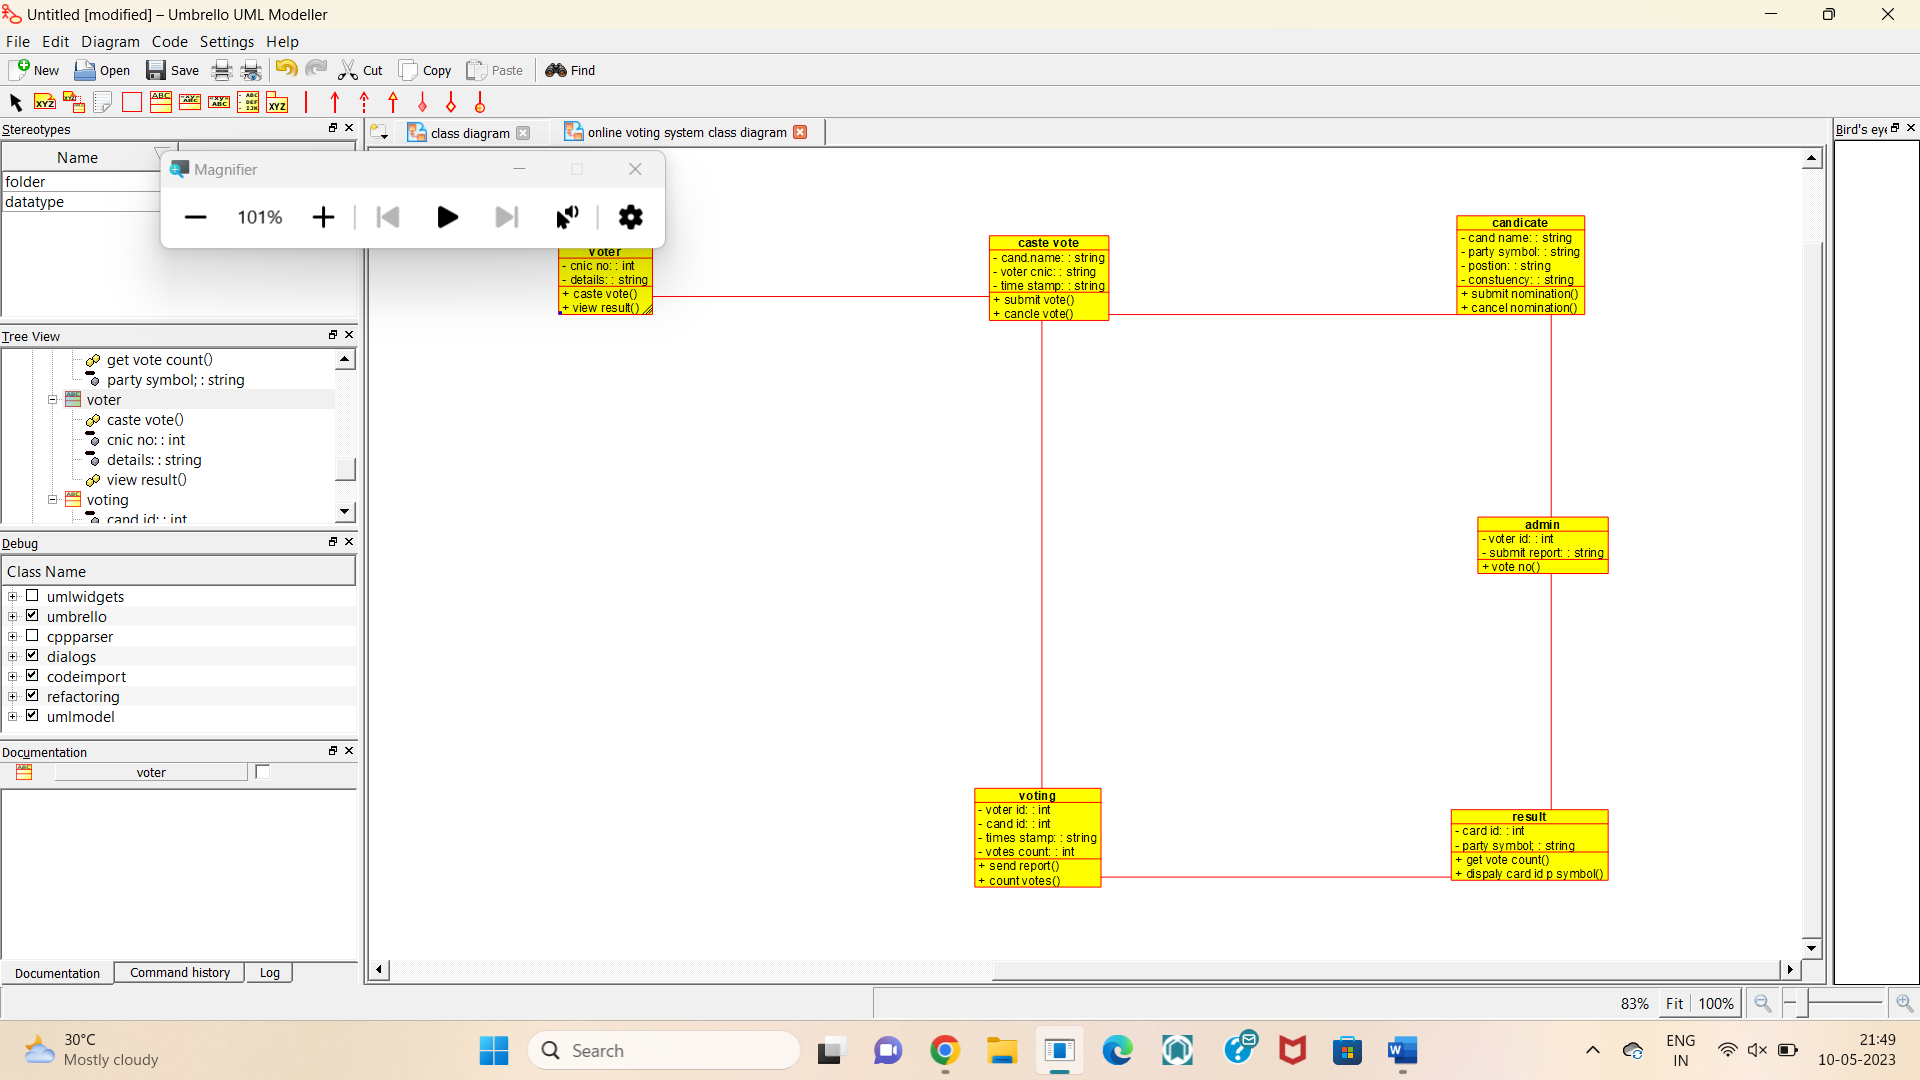 Untitled [modified] – Umbrello UML Modeller
File Edit Diagram Code Settings Help
New Open Save Cut Copy Paste Find
Stereotypes
Name
folder
datatype
class diagram
online voting system class diagram
Bird's eye
Magnifier
101%
voter
- cnic no: : int
- details: : string
+ caste vote()
+ view result()
caste vote
- cand.name: : string
- voter cnic: : string
- time stamp: : string
+ submit vote()
+ cancle vote()
candicate
- cand name: : string
- party symbol: : string
- postion: : string
- constuency: : string
+ submit nomination()
+ cancel nomination()
Tree View
get vote count()
party symbol; : string
voter
caste vote()
cnic no: : int
details: : string
view result()
voting
cand id: : int
admin
- voter id: : int
- submit report: : string
+ vote no()
Debug
Class Name
umlwidgets
umbrello
cppparser
dialogs
codeimport
refactoring
umlmodel
Documentation
voter
voting
- voter id: : int
- cand id: : int
- times stamp: : string
- votes count: : int
+ send report()
+ count votes()
result
- card id: : int
- party symbol; : string
+ get vote count()
+ dispaly card id p symbol()
Documentation Command history Log
83% Fit 100%
30°C
Mostly cloudy
Search
ENG
IN
21:49
10-05-2023